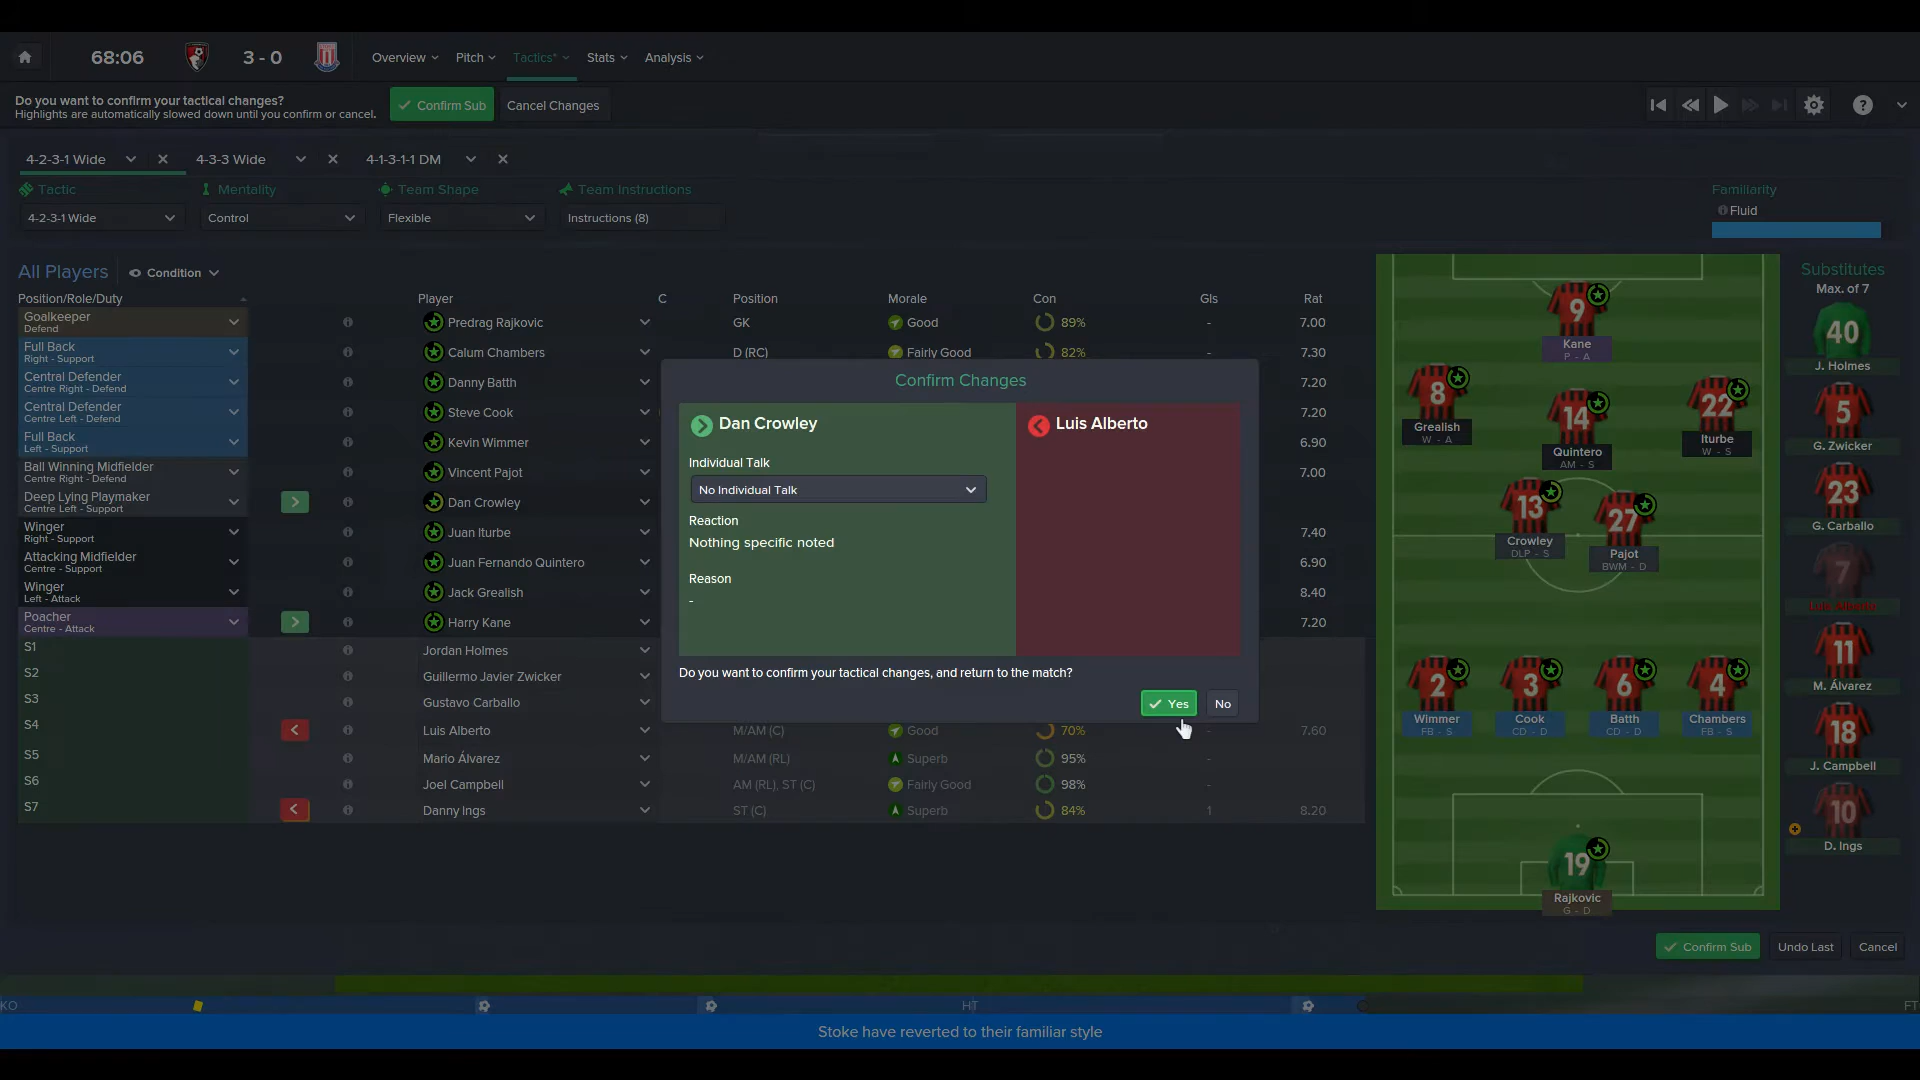 68:06
3 - 0
Overview
Pitch
Tactics*
Stats
Analysis
Do you want to confirm your tactical changes?
Highlights are automatically slowed down until you confirm or cancel.
Confirm Sub
Cancel Changes
4-2-3-1 Wide
4-3-3 Wide
4-1-3-1-1 DM
Tactic
Mentality
Team Shape
Team Instructions
Familiarity
4-2-3-1 Wide
Control
Flexible
Instructions (8)
Fluid
All Players
Condition
Position/Role/Duty
Player
C
Position
Morale
Con
Gls
Rat
Goalkeeper
Defend
Predrag Rajkovic
GK
Good
89%
-
7.00
Full Back
Right - Support
Calum Chambers
D (RC)
Fairly Good
82%
-
7.30
Central Defender
Centre Right - Defend
Danny Batth
7.20
Central Defender
Centre Left - Defend
Steve Cook
7.20
Full Back
Left - Support
Kevin Wimmer
6.90
Ball Winning Midfielder
Centre Right - Defend
Vincent Pajot
7.00
Deep Lying Playmaker
Centre Left - Support
Dan Crowley
Winger
Right - Support
Juan Iturbe
7.40
Attacking Midfielder
Centre - Support
Juan Fernando Quintero
6.90
Winger
Left - Attack
Jack Grealish
8.40
Poacher
Centre - Attack
Harry Kane
7.20
S1
Jordan Holmes
S2
Guillermo Javier Zwicker
S3
Gustavo Carballo
S4
Luis Alberto
M/AM (C)
Good
70%
-
7.60
S5
Mario Álvarez
M/AM (RL)
Superb
95%
-
S6
Joel Campbell
AM (RL), ST (C)
Fairly Good
98%
-
S7
Danny Ings
ST (C)
Superb
84%
1
8.20
Confirm Changes
Dan Crowley
Luis Alberto
Individual Talk
No Individual Talk
Reaction
Nothing specific noted
Reason
-
Do you want to confirm your tactical changes, and return to the match?
Yes
No
9
Kane
P - A
8
Grealish
W - A
14
Quintero
AM - S
22
Iturbe
W - S
13
Crowley
DLP - S
27
Pajot
BWM - D
2
Wimmer
FB - S
3
Cook
CD - D
6
Batth
CD - D
4
Chambers
FB - S
19
Rajkovic
G - D
Substitutes
Max. of 7
40
J. Holmes
5
G. Zwicker
23
G. Carballo
7
Luis Alberto
11
M. Álvarez
18
J. Campbell
10
D. Ings
Confirm Sub
Undo Last
Cancel
KO
HT
FT
Stoke have reverted to their familiar style